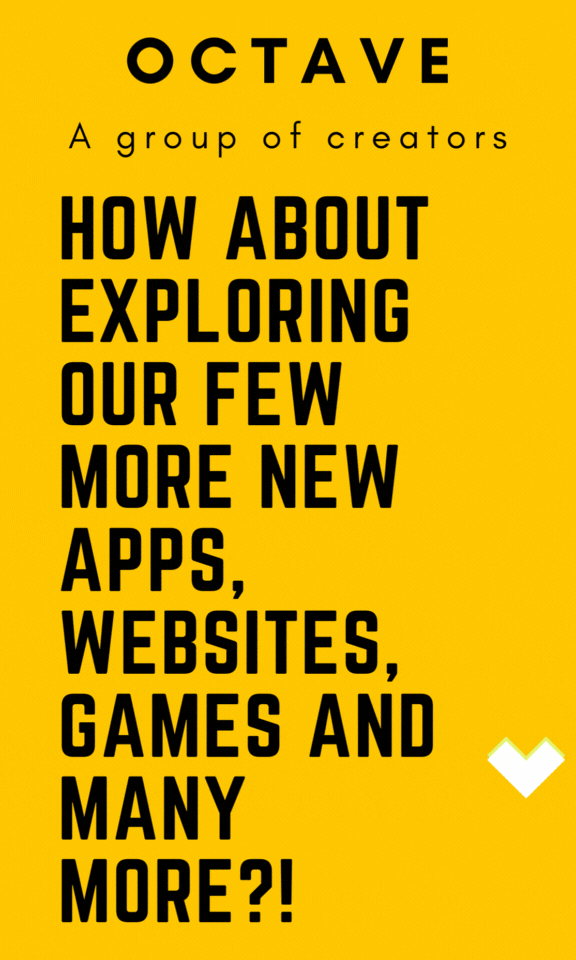 OCTAVE
A group of creators
HOW ABOUT
EXPLORING
OUR FEW
MORE NEW
APPS,
WEBSITES,
GAMES AND
MANY
MORE?!